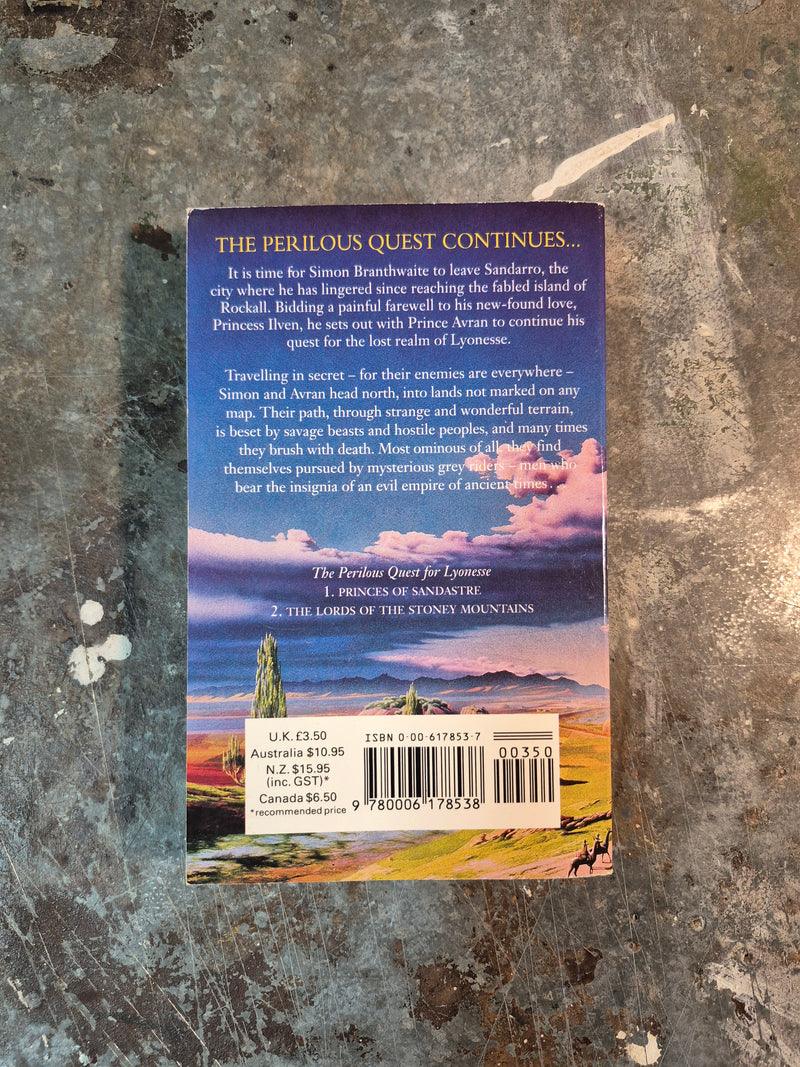 THE PERILOUS QUEST CONTINUES...
It is time for Simon Branthwaite to leave Sandarro, the
city where he has lingered since reaching the fabled island of
Rockall. Bidding a painful farewell to his new-found love,
Princess Ilven, he sets out with Prince Avran to continue his
quest for the lost realm of Lyonesse.
Travelling in secret – for their enemies are everywhere –
Simon and Avran head north, into lands not marked on any
map. Their path, through strange and wonderful terrain,
is beset by savage beasts and hostile peoples, and many times
they brush with death. Most ominous of all, they find
themselves pursued by mysterious grey riders – men who
bear the insignia of an evil empire of ancient times.
The Perilous Quest for Lyonesse
1. PRINCES OF SANDASTRE
2. THE LORDS OF THE STONEY MOUNTAINS
U.K. £3.50
Australia $10.95
N.Z. $15.95
(inc. GST)*
Canada $6.50
*recommended price
ISBN 0-00-617853-7
00350
9 780006 178538